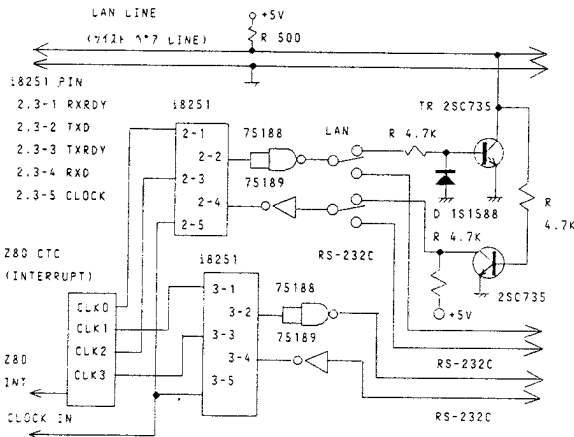 LAN LINE
+5V
R 500
(ツイスト ペア LINE)
i8251 PIN
2,3-1 RXRDY
2,3-2 TXD
2,3-3 TXRDY
2,3-4 RXD
2,3-5 CLOCK
i8251
2-1
2-2
2-3
2-4
2-5
75188
75189
LAN
R 4.7K
TR 2SC735
D 1S1588
R
4.7K
R 4.7K
2SC735
+5V
RS-232C
Z80 CTC
(INTERRUPT)
CLK0
CLK1
CLK2
CLK3
i8251
3-1
3-2
3-3
3-4
3-5
75188
75189
RS-232C
RS-232C
Z80
INT
CLOCK IN